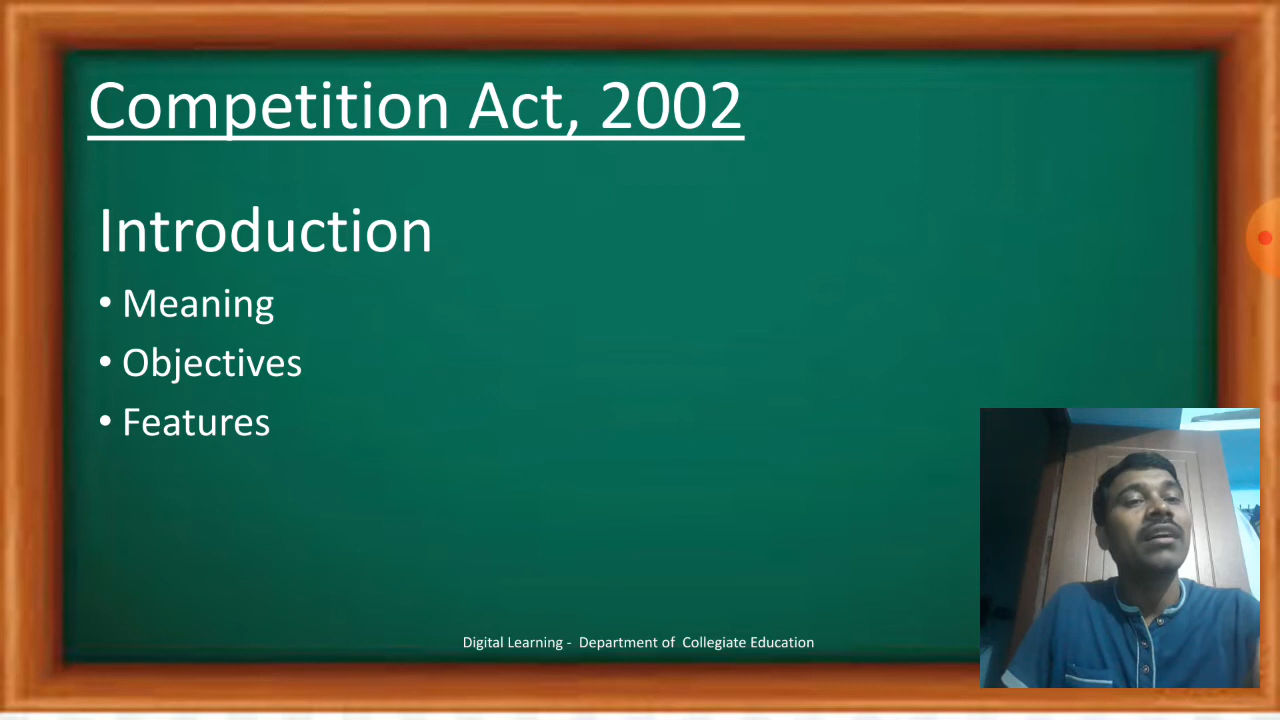 Competition Act, 2002
Introduction
• Meaning
• Objectives
• Features
Digital Learning - Department of Collegiate Education